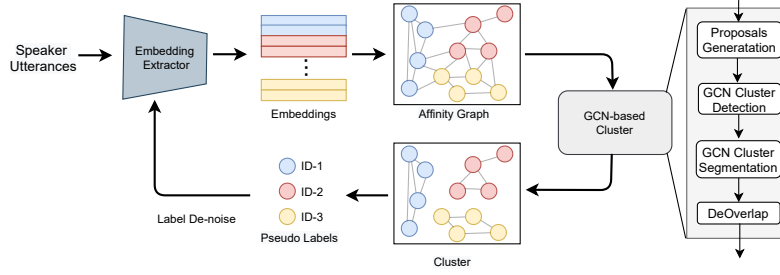 Speaker
Utterances
Embedding
Extractor
Embeddings
Affinity Graph
GCN-based
Cluster
Proposals
Generatation
GCN Cluster
Detection
GCN Cluster
Segmentation
DeOverlap
ID-1
ID-2
ID-3
Pseudo Labels
Label De-noise
Cluster